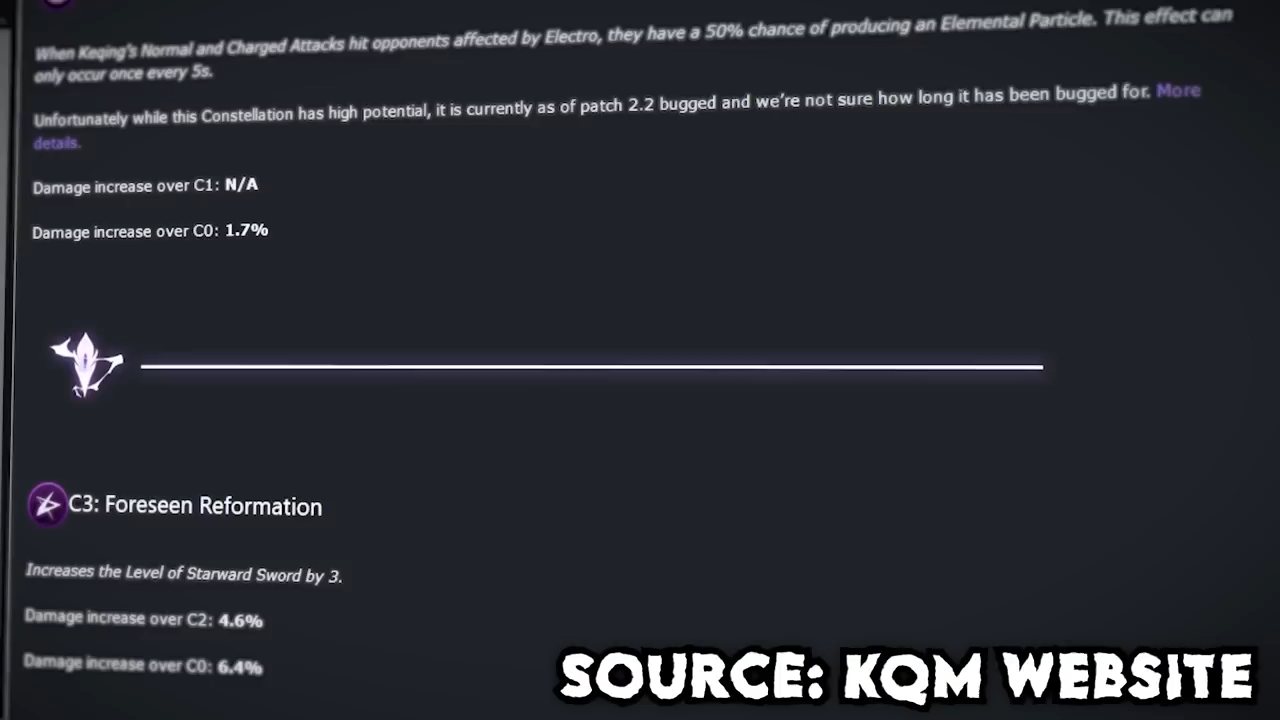 When Keqing's Normal and Charged Attacks hit opponents affected by Electro, they have a 50% chance of producing an Elemental Particle. This effect can
only occur once every 5s.
Unfortunately while this Constellation has high potential, it is currently as of patch 2.2 bugged and we're not sure how long it has been bugged for. More
details.
Damage increase over C1: N/A
Damage increase over C0: 1.7%
C3: Foreseen Reformation
Increases the Level of Starward Sword by 3.
Damage increase over C2: 4.6%
Damage increase over C0: 6.4%
SOURCE: KQM WEBSITE